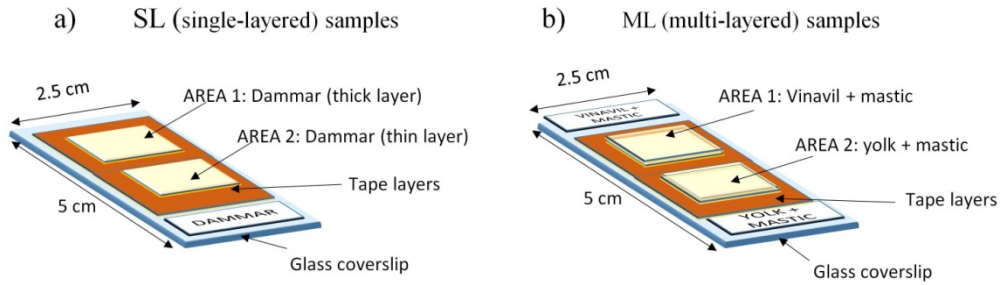 a) SL (single-layered) samples
2.5 cm
AREA 1: Dammar (thick layer)
AREA 2: Dammar (thin layer)
Tape layers
5 cm
DAMMAR
Glass coverslip
b) ML (multi-layered) samples
2.5 cm
VINAVIL +
MASTIC
AREA 1: Vinavil + mastic
AREA 2: yolk + mastic
Tape layers
5 cm
YOLK +
MASTIC
Glass coverslip